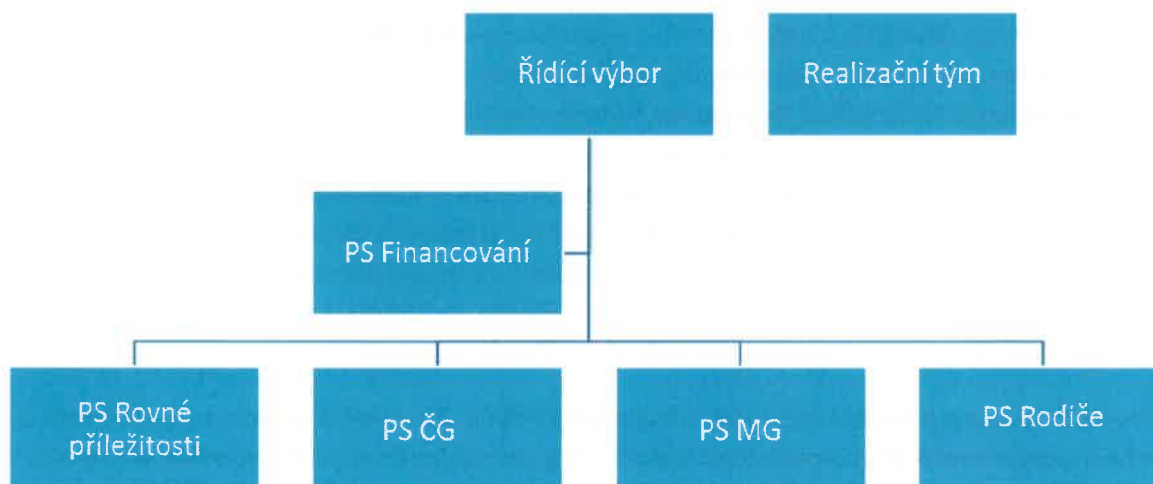 Řídící výbor
Realizační tým
PS Financování
PS Rovné
příležitosti
PS ČG
PS MG
PS Rodiče